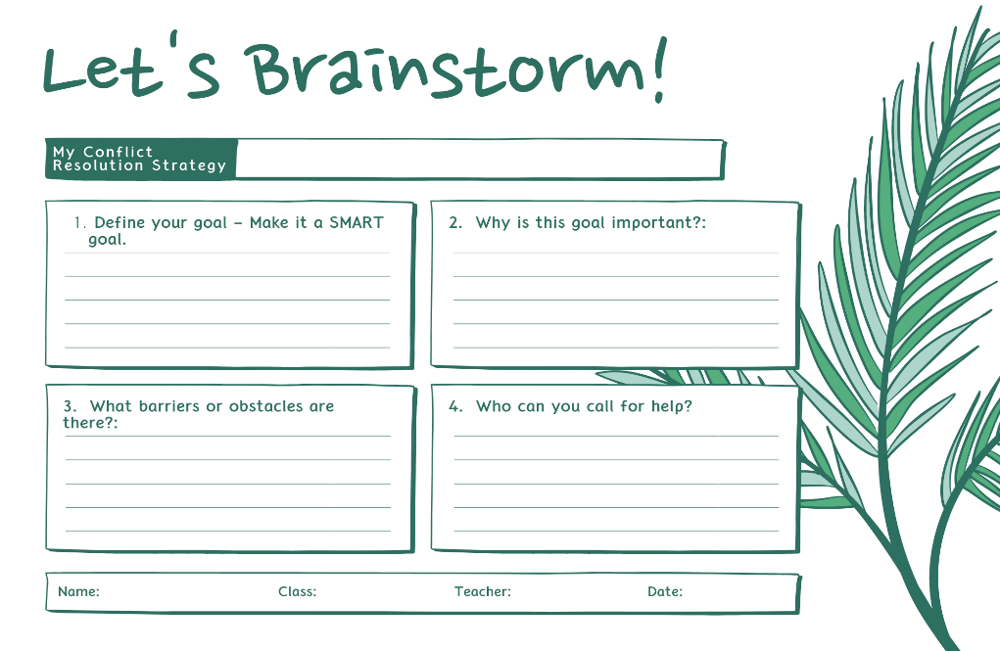 Let's Brainstorm!
My Conflict
Resolution Strategy
1. Define your goal – Make it a SMART
goal.
2. Why is this goal important?:
3. What barriers or obstacles are
there?:
4. Who can you call for help?
Name: Class: Teacher: Date: